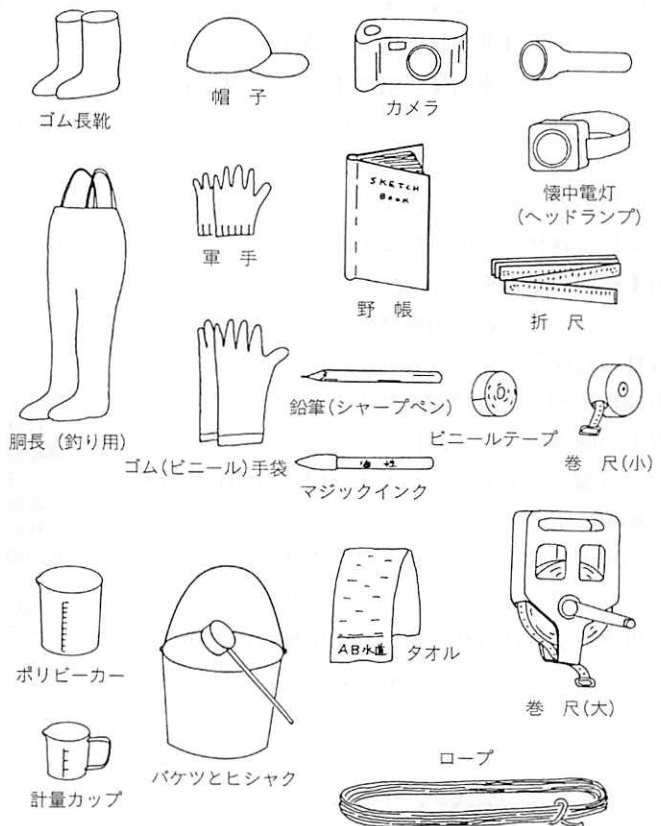 ゴム長靴
帽　子
カメラ
懐中電灯
(ヘッドランプ)
胴長（釣り用）
軍　手
SKETCH
BOOK
野　帳
折　尺
ゴム(ビニール)手袋
鉛筆(シャープペン)
油　性
マジックインク
ビニールテープ
巻　尺(小)
ポリビーカー
計量カップ
バケツとヒシャク
AB水道
タオル
巻　尺(大)
ロープ